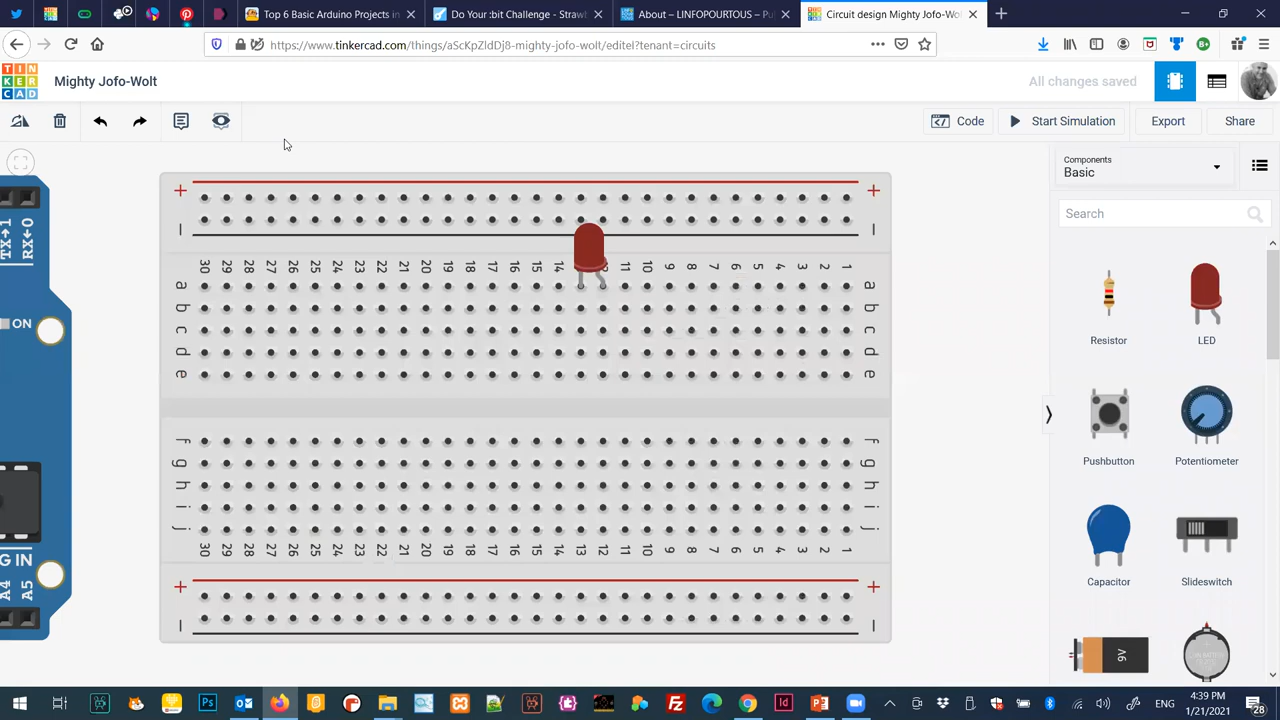 Top 6 Basic Arduino Projects in
Do Your :bit Challenge - Strawl
About – LINFOPOURTOUS – Pu
Circuit design Mighty Jofo-Wol
https://www.tinkercad.com/things/aScKpZldDj8-mighty-jofo-wolt/editel?tenant=circuits
TIN
KER
CAD
Mighty Jofo-Wolt
All changes saved
Code
Start Simulation
Export
Share
Components
Basic
Search
Resistor
LED
Pushbutton
Potentiometer
Capacitor
Slideswitch
9V
TX→1
RX←0
ON
G IN
A4
A5
+ +
– –
30 29 28 27 26 25 24 23 22 21 20 19 18 17 16 15 14 13 12 11 10 9 8 7 6 5 4 3 2 1
a a
b b
c c
d d
e e
f f
g g
h h
i i
j j
30 29 28 27 26 25 24 23 22 21 20 19 18 17 16 15 14 13 12 11 10 9 8 7 6 5 4 3 2 1
+ +
– –
ENG
4:39 PM
1/21/2021
28